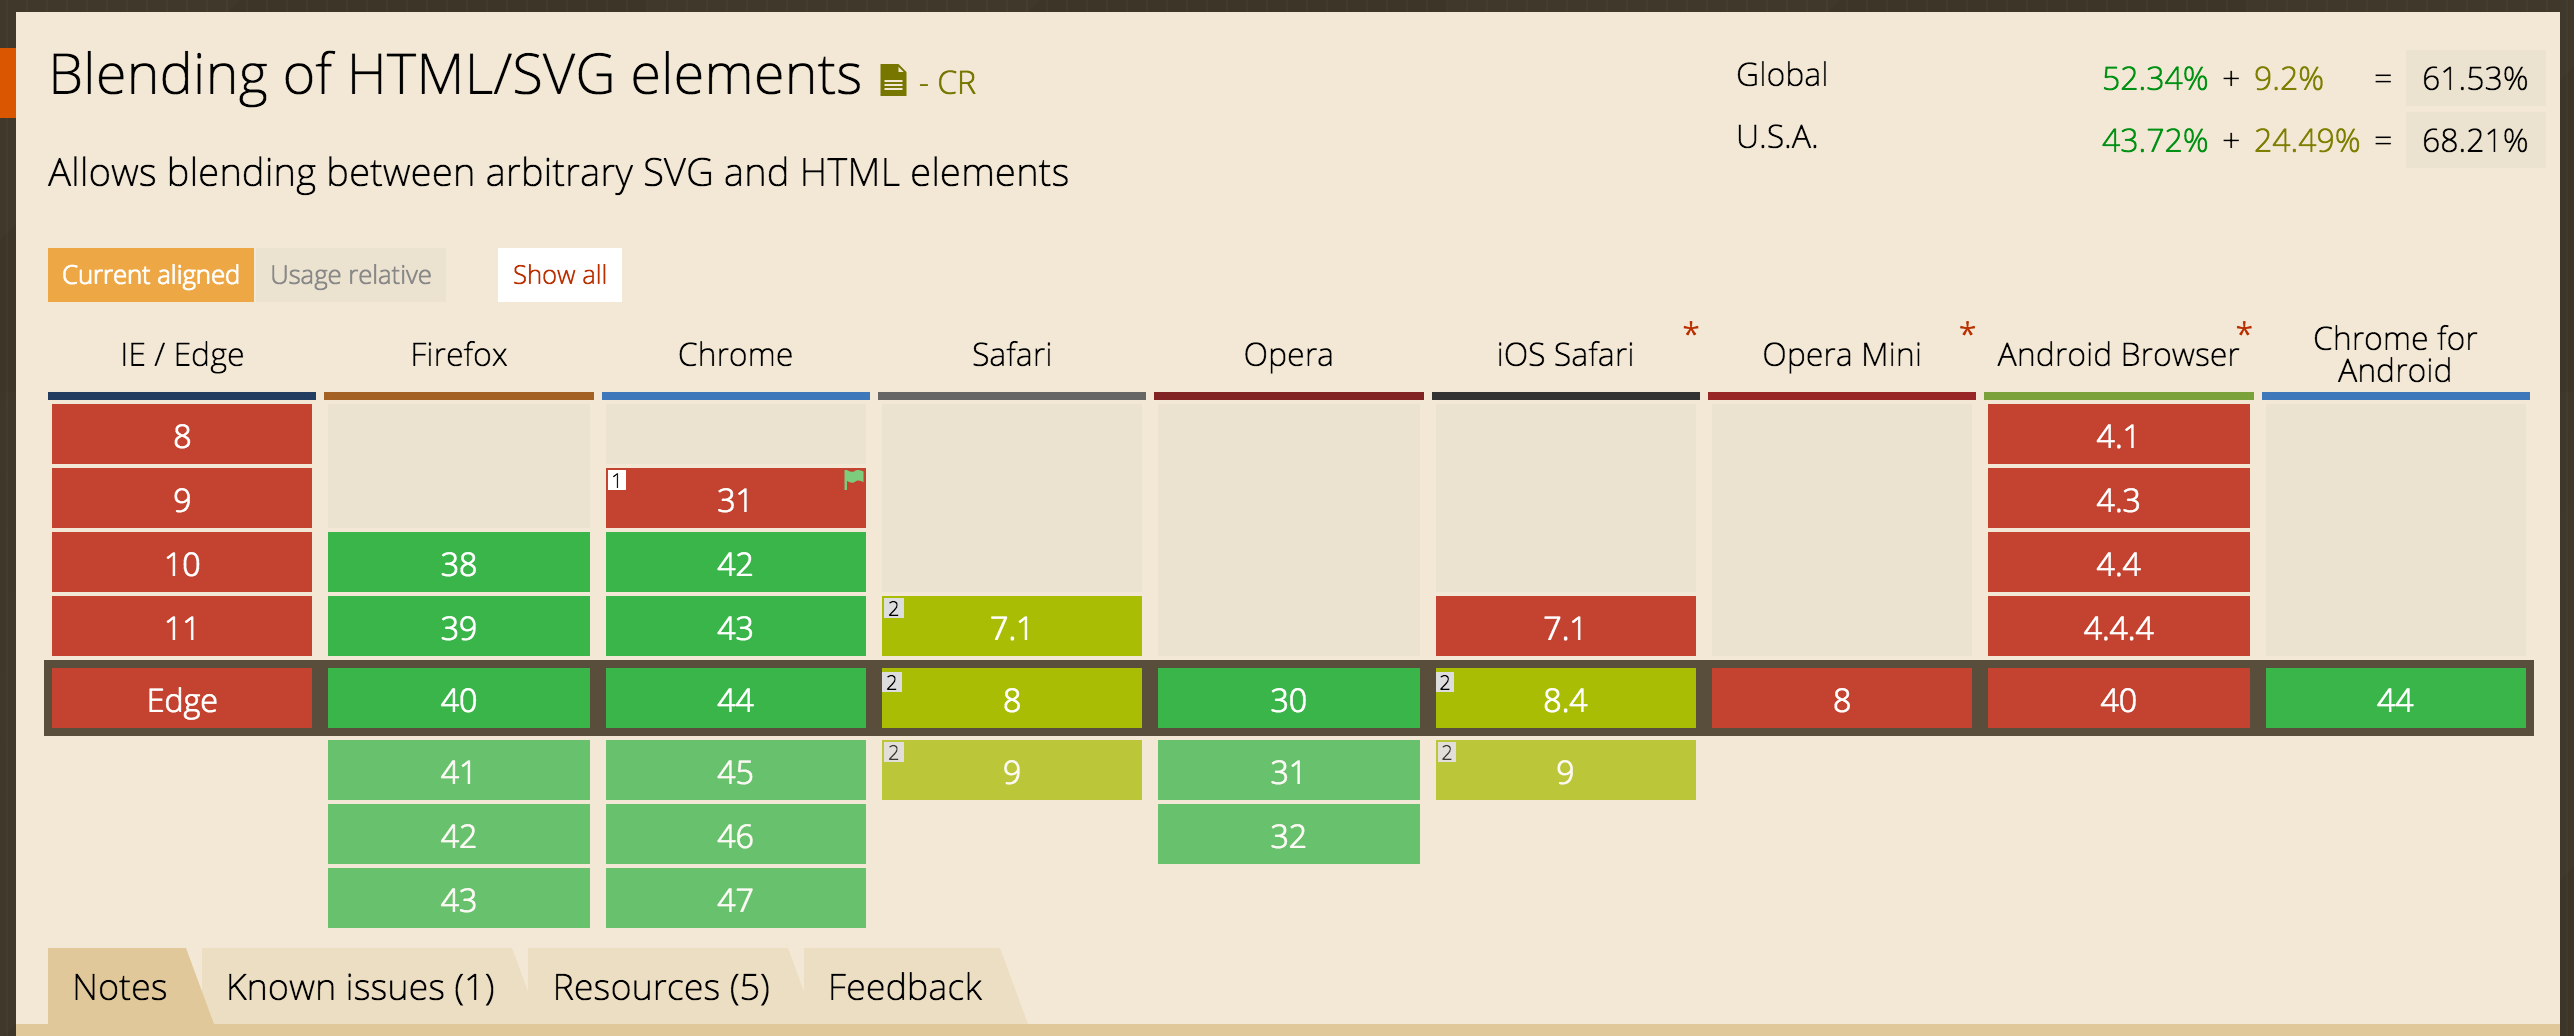 Blending of HTML/SVG elements - CR
Global 52.34% + 9.2% = 61.53%
U.S.A. 43.72% + 24.49% = 68.21%
Allows blending between arbitrary SVG and HTML elements
Current aligned Usage relative Show all
IE / Edge Firefox Chrome Safari Opera iOS Safari * Opera Mini * Android Browser * Chrome for Android
8 4.1
9 1 31 4.3
10 38 42 4.4
11 39 43 2 7.1 7.1 4.4.4
Edge 40 44 2 8 30 2 8.4 8 40 44
41 45 2 9 31 2 9
42 46 32
43 47
Notes Known issues (1) Resources (5) Feedback